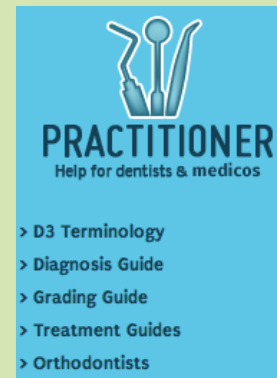 PRACTITIONER
Help for dentists & medicos
> D3 Terminology
> Diagnosis Guide
> Grading Guide
> Treatment Guides
> Orthodontists